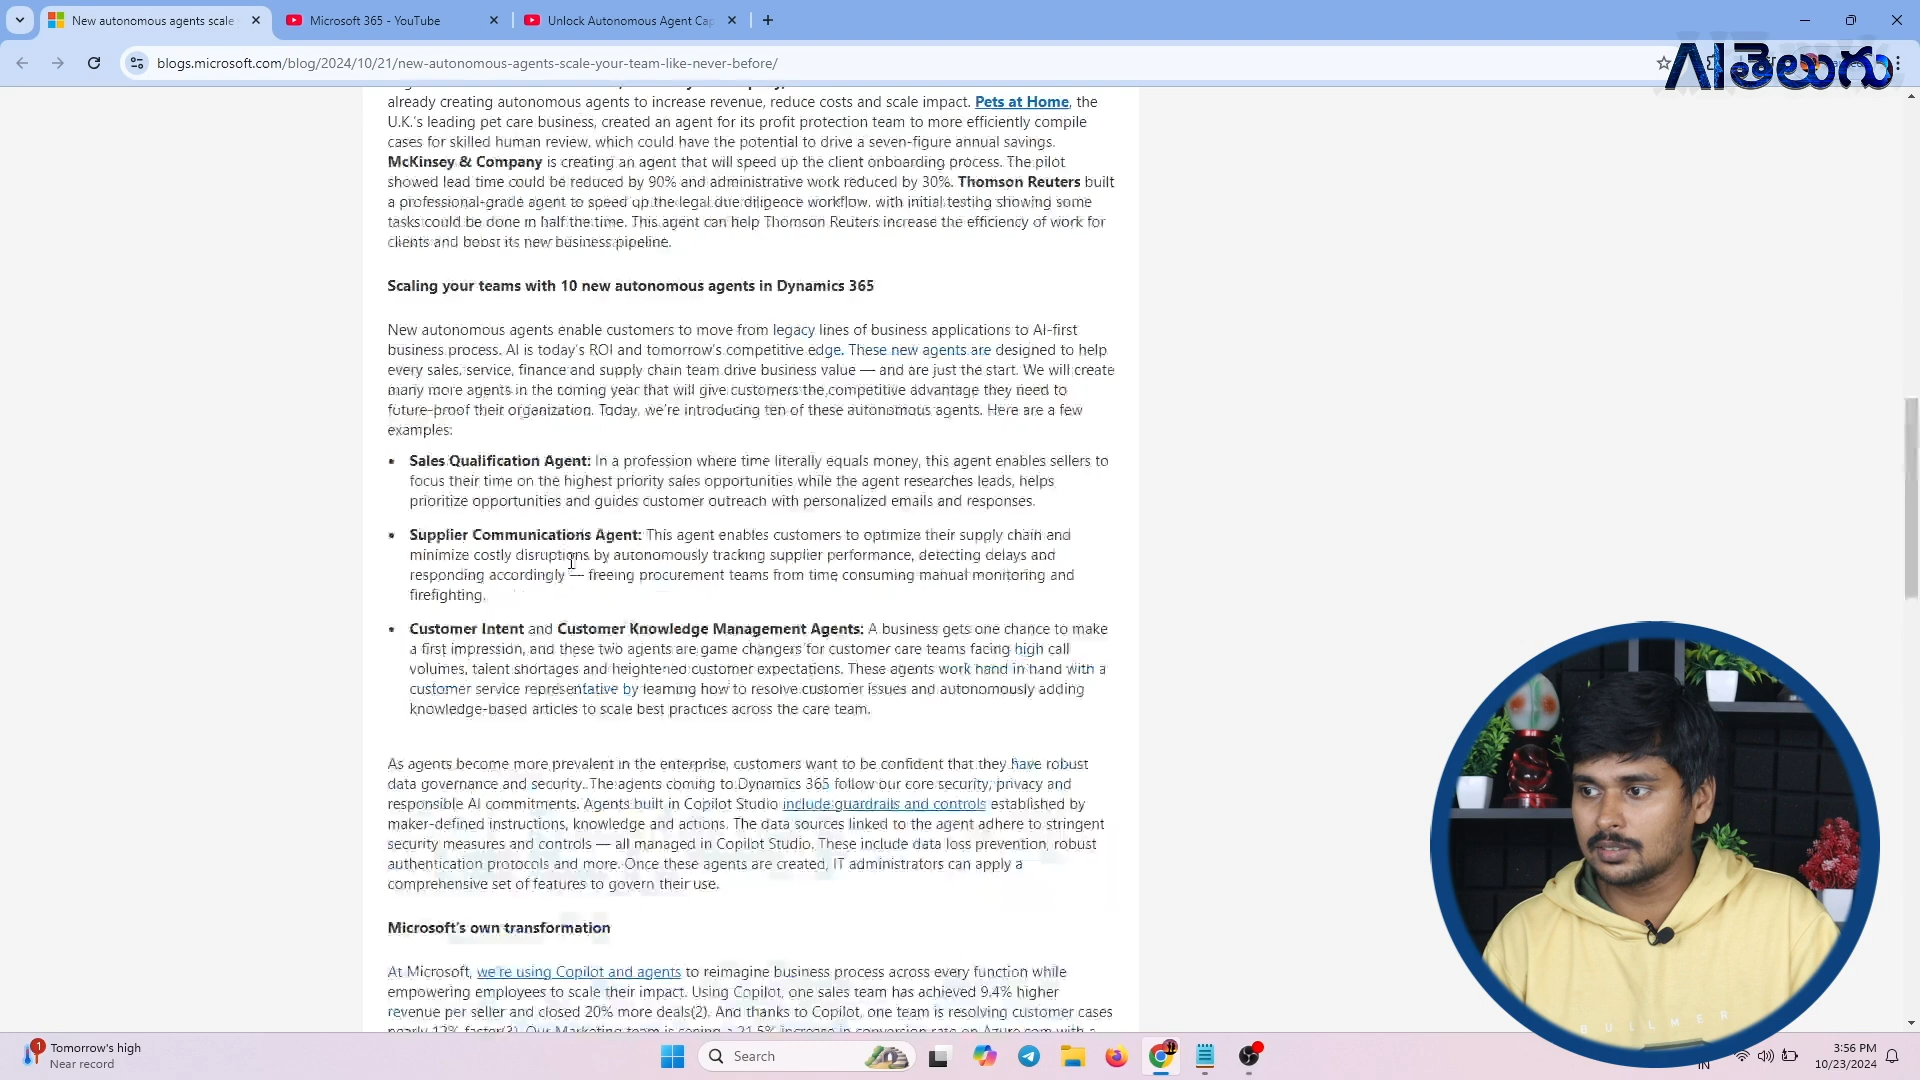 New autonomous agents scale
Microsoft 365 - YouTube
Unlock Autonomous Agent Cap
blogs.microsoft.com/blog/2024/10/21/new-autonomous-agents-scale-your-team-like-never-before/
AIతెలుగు
already creating autonomous agents to increase revenue, reduce costs and scale impact. Pets at Home, the
U.K.'s leading pet care business, created an agent for its profit protection team to more efficiently compile
cases for skilled human review, which could have the potential to drive a seven-figure annual savings.
McKinsey & Company is creating an agent that will speed up the client onboarding process. The pilot
showed lead time could be reduced by 90% and administrative work reduced by 30%. Thomson Reuters built
a professional-grade agent to speed up the legal due diligence workflow, with initial testing showing some
tasks could be done in half the time. This agent can help Thomson Reuters increase the efficiency of work for
clients and boost its new business pipeline.
Scaling your teams with 10 new autonomous agents in Dynamics 365
New autonomous agents enable customers to move from legacy lines of business applications to AI-first
business process. AI is today's ROI and tomorrow's competitive edge. These new agents are designed to help
every sales, service, finance and supply chain team drive business value — and are just the start. We will create
many more agents in the coming year that will give customers the competitive advantage they need to
future-proof their organization. Today, we're introducing ten of these autonomous agents. Here are a few
examples:
• Sales Qualification Agent: In a profession where time literally equals money, this agent enables sellers to
focus their time on the highest priority sales opportunities while the agent researches leads, helps
prioritize opportunities and guides customer outreach with personalized emails and responses.
• Supplier Communications Agent: This agent enables customers to optimize their supply chain and
minimize costly disruptions by autonomously tracking supplier performance, detecting delays and
responding accordingly — freeing procurement teams from time consuming manual monitoring and
firefighting.
• Customer Intent and Customer Knowledge Management Agents: A business gets one chance to make
a first impression, and these two agents are game changers for customer care teams facing high call
volumes, talent shortages and heightened customer expectations. These agents work hand in hand with a
customer service representative by learning how to resolve customer issues and autonomously adding
knowledge-based articles to scale best practices across the care team.
As agents become more prevalent in the enterprise, customers want to be confident that they have robust
data governance and security. The agents coming to Dynamics 365 follow our core security, privacy and
responsible AI commitments. Agents built in Copilot Studio include guardrails and controls established by
maker-defined instructions, knowledge and actions. The data sources linked to the agent adhere to stringent
security measures and controls — all managed in Copilot Studio. These include data loss prevention, robust
authentication protocols and more. Once these agents are created, IT administrators can apply a
comprehensive set of features to govern their use.
Microsoft's own transformation
At Microsoft, we're using Copilot and agents to reimagine business process across every function while
empowering employees to scale their impact. Using Copilot, one sales team has achieved 9.4% higher
revenue per seller and closed 20% more deals(2). And thanks to Copilot, one team is resolving customer cases
nearly 12% faster(3). Our Marketing team is seeing a 21.5% increase in conversion rate on Azure.com with a
BULLMER
1
Tomorrow's high
Near record
Search
IN
3:56 PM
10/23/2024